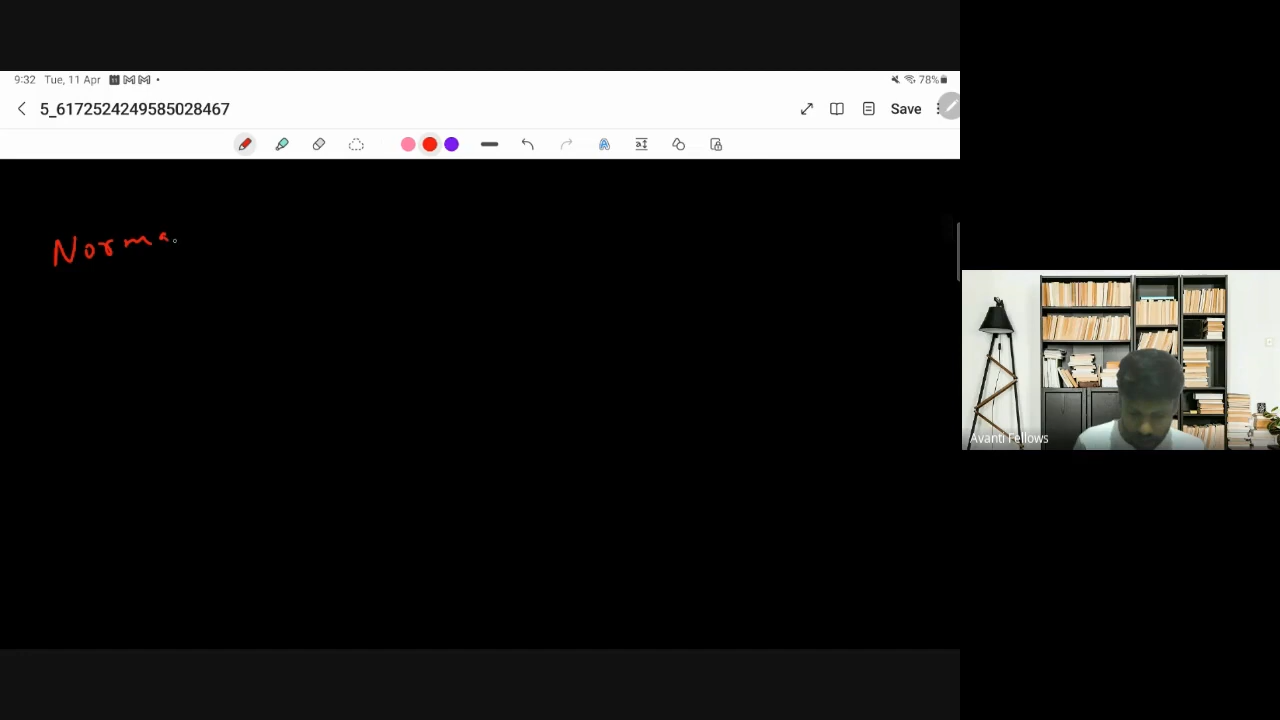 9:32 Tue, 11 Apr 78%
5_6172524249585028467
Save
Norma
Avanti Fellows